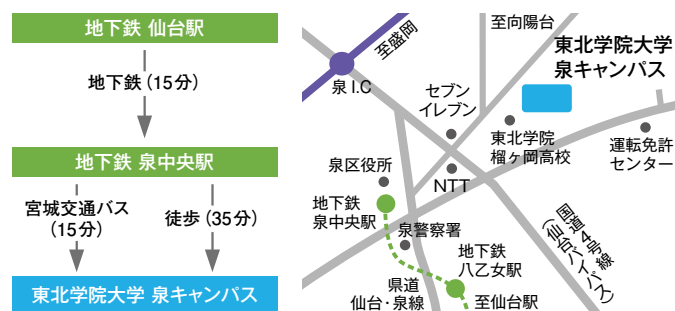 地下鉄 仙台駅
地下鉄（15分）
地下鉄 泉中央駅
宮城交通バス
（15分）
徒歩（35分）
東北学院大学 泉キャンパス
至盛岡
至向陽台
東北学院大学
泉キャンパス
泉 I.C
セブン
イレブン
東北学院
榴ヶ岡高校
運転免許
センター
泉区役所
NTT
地下鉄
泉中央駅
泉警察署
地下鉄
八乙女駅
県道
仙台・泉線
至仙台駅
国道4号線
（仙台バイパス）